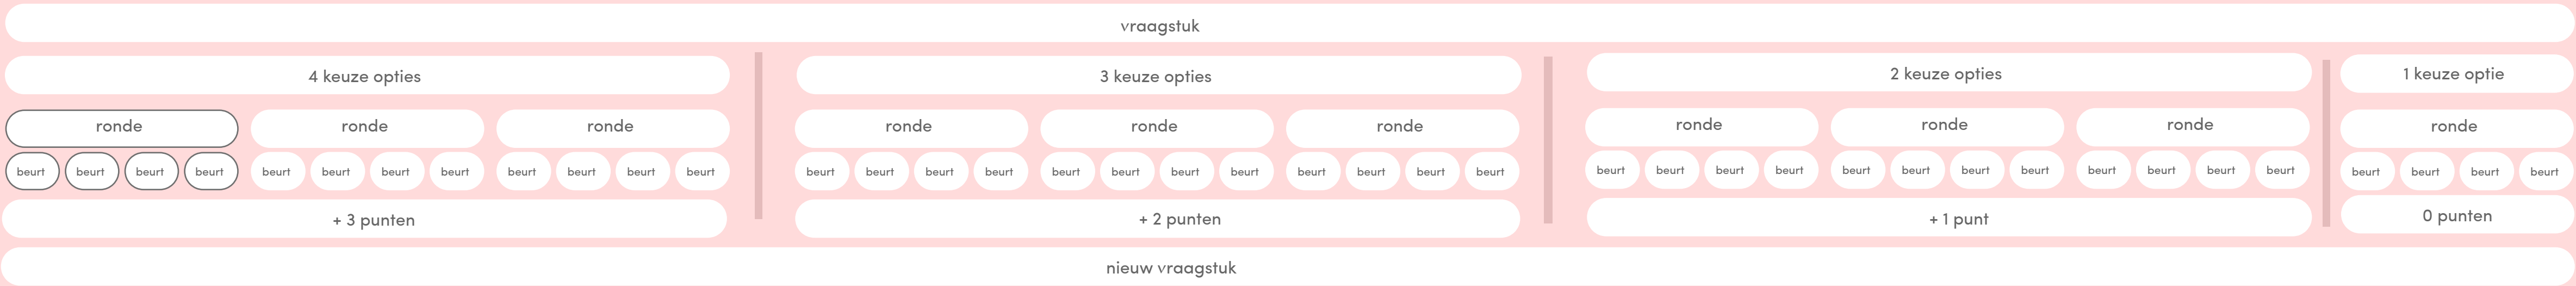 vraagstuk
4 keuze opties 3 keuze opties 2 keuze opties 1 keuze optie
ronde ronde ronde ronde ronde ronde ronde ronde ronde ronde
beurt beurt beurt beurt beurt beurt beurt beurt beurt beurt beurt beurt beurt beurt beurt beurt beurt beurt beurt beurt beurt beurt beurt beurt beurt beurt beurt beurt beurt beurt beurt beurt beurt beurt beurt beurt beurt beurt beurt beurt
+ 3 punten + 2 punten + 1 punt 0 punten
nieuw vraagstuk